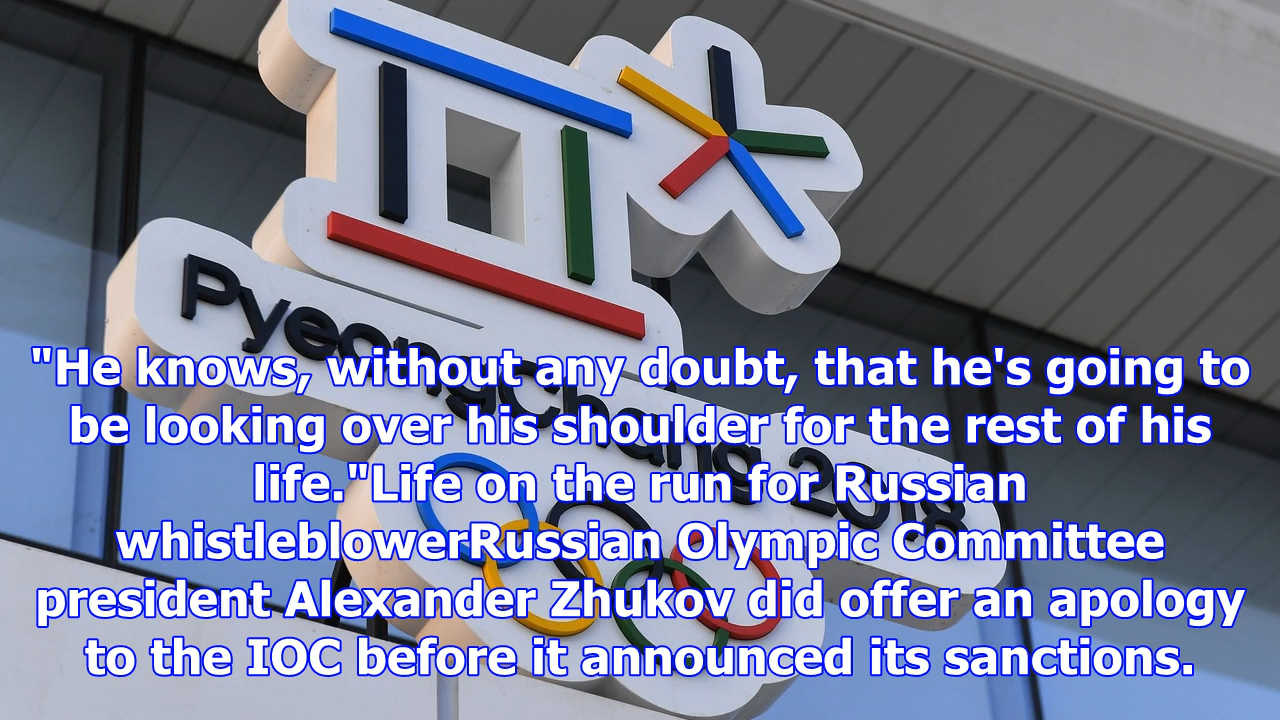 PyeongChang 2018
"He knows, without any doubt, that he's going to
be looking over his shoulder for the rest of his
life."Life on the run for Russian
whistleblowerRussian Olympic Committee
president Alexander Zhukov did offer an apology
to the IOC before it announced its sanctions.